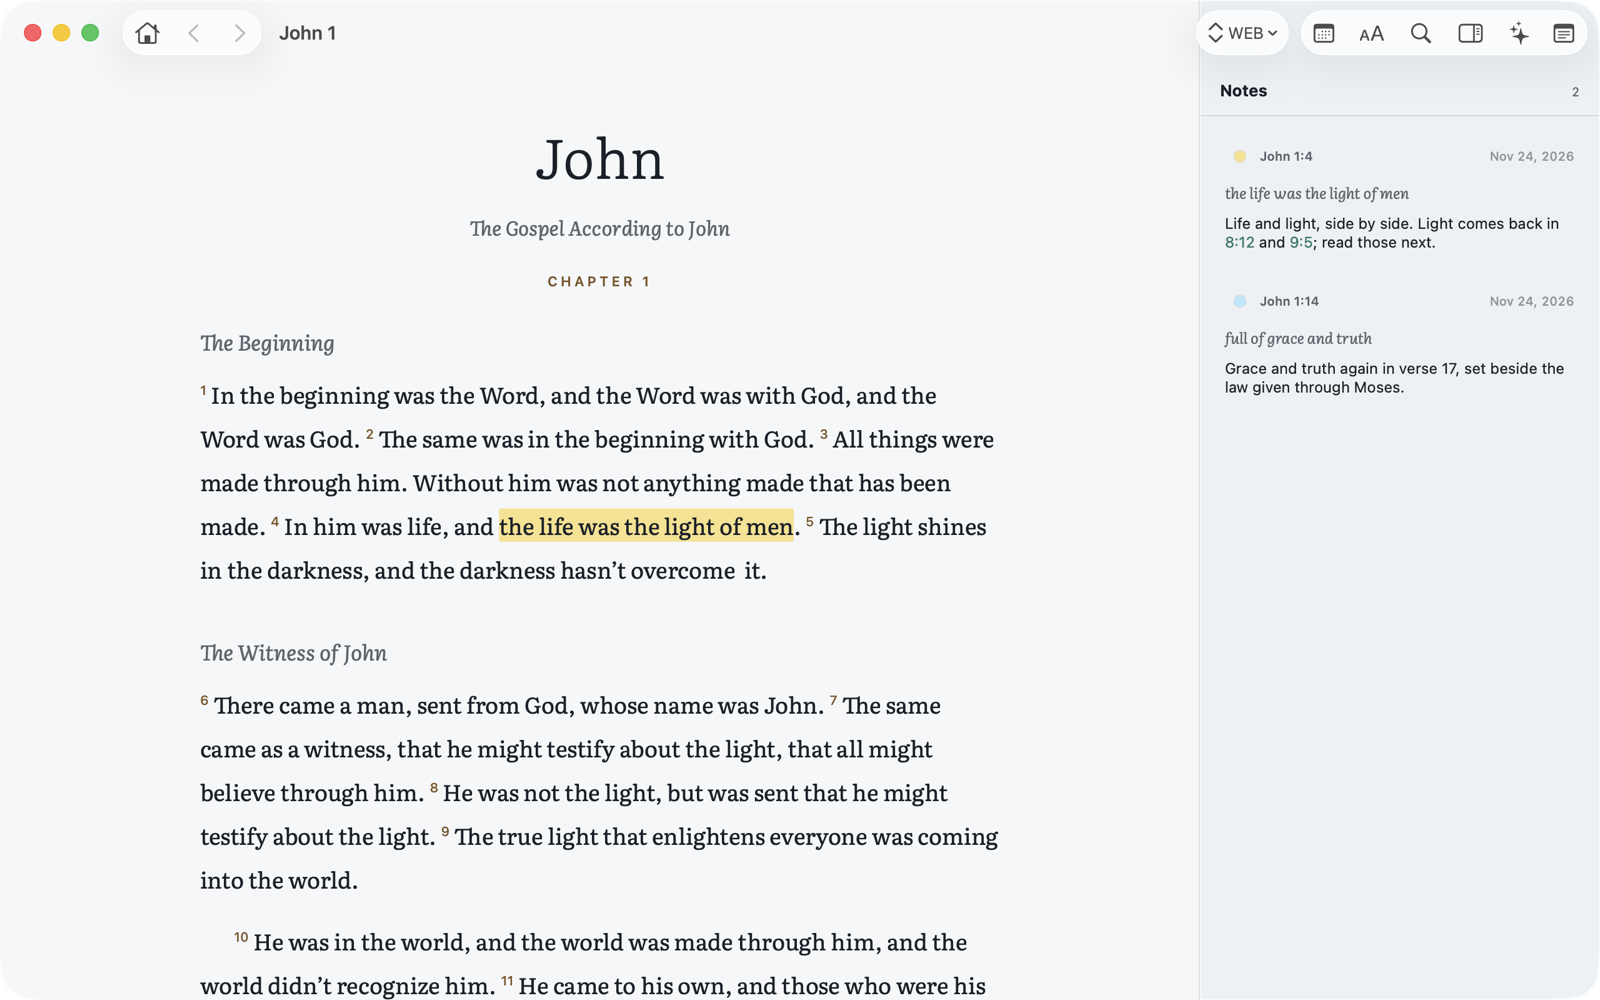 John 1
WEB
AA
John
The Gospel According to John
CHAPTER 1
The Beginning
1 In the beginning was the Word, and the Word was with God, and the
Word was God. 2 The same was in the beginning with God. 3 All things were
made through him. Without him was not anything made that has been
made. 4 In him was life, and the life was the light of men. 5 The light shines
in the darkness, and the darkness hasn’t overcome it.
The Witness of John
6 There came a man, sent from God, whose name was John. 7 The same
came as a witness, that he might testify about the light, that all might
believe through him. 8 He was not the light, but was sent that he might
testify about the light. 9 The true light that enlightens everyone was coming
into the world.
10 He was in the world, and the world was made through him, and the
world didn’t recognize him. 11 He came to his own, and those who were his
Notes 2
John 1:4 Nov 24, 2026
the life was the light of men
Life and light, side by side. Light comes back in
8:12 and 9:5; read those next.
John 1:14 Nov 24, 2026
full of grace and truth
Grace and truth again in verse 17, set beside the
law given through Moses.